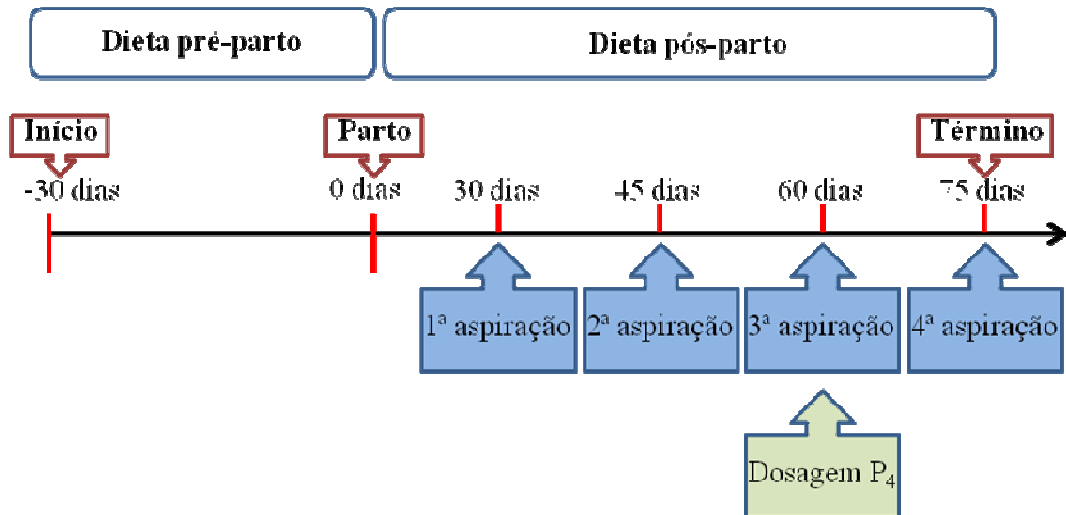 Dieta pré-parto
Dieta pós-parto
Início
Parto
Término
-30 dias
0 dias
30 dias
45 dias
60 dias
75 dias
1ª aspiração
2ª aspiração
3ª aspiração
4ª aspiração
Dosagem P₄